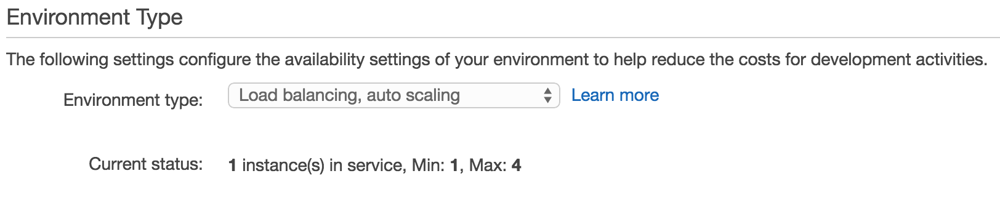 Environment Type
The following settings configure the availability settings of your environment to help reduce the costs for development activities.
Environment type: Load balancing, auto scaling Learn more
Current status: 1 instance(s) in service, Min: 1, Max: 4